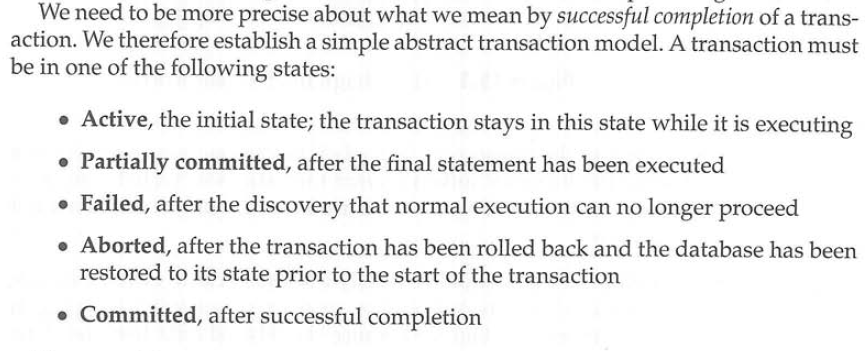 We need to be more precise about what we mean by successful completion of a trans-
action. We therefore establish a simple abstract transaction model. A transaction must
be in one of the following states:
• Active, the initial state; the transaction stays in this state while it is executing
• Partially committed, after the final statement has been executed
• Failed, after the discovery that normal execution can no longer proceed
• Aborted, after the transaction has been rolled back and the database has been
restored to its state prior to the start of the transaction
• Committed, after successful completion